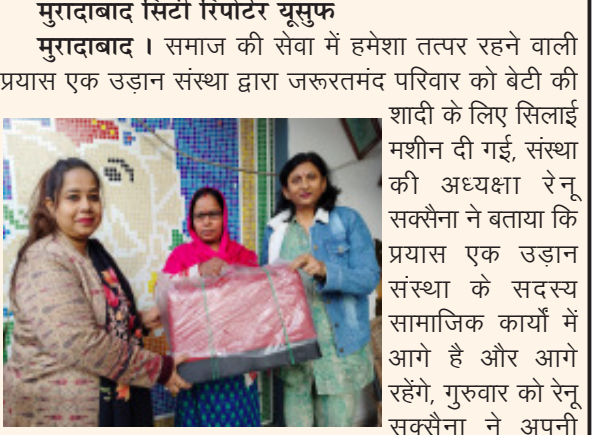 मुरादाबाद सिटी रिपोर्टर यूसुफ
मुरादाबाद । समाज की सेवा में हमेशा तत्पर रहने वाली
प्रयास एक उड़ान संस्था द्वारा जरूरतमंद परिवार को बेटी की
शादी के लिए सिलाई
मशीन दी गई, संस्था
की अध्यक्षा रेनू
सक्सैना ने बताया कि
प्रयास एक उड़ान
संस्था के सदस्य
सामाजिक कार्यों में
आगे है और आगे
रहेंगे, गुरुवार को रेनू
सक्सैना ने अपनी